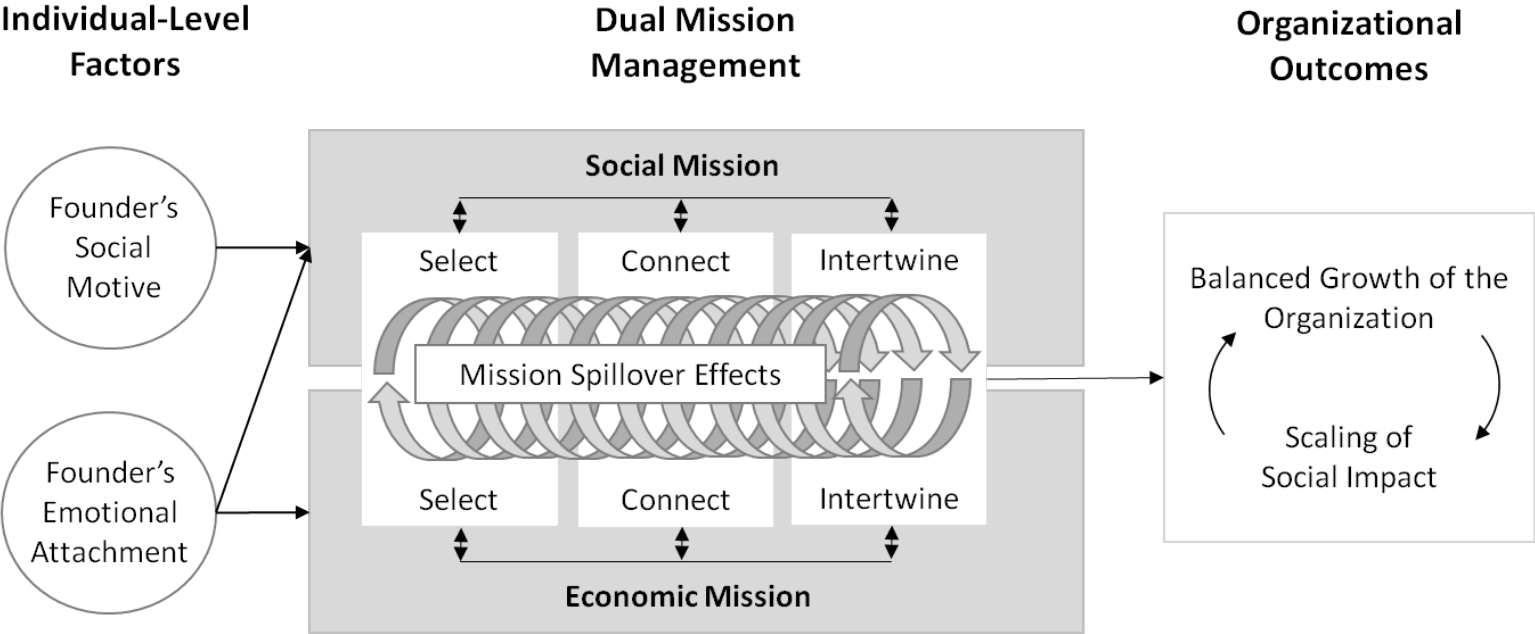 Individual-Level
Factors
Dual Mission
Management
Organizational
Outcomes
Founder’s
Social
Motive
Founder’s
Emotional
Attachment
Social Mission
Select
Connect
Intertwine
Mission Spillover Effects
Select
Connect
Intertwine
Economic Mission
Balanced Growth of the
Organization
Scaling of
Social Impact